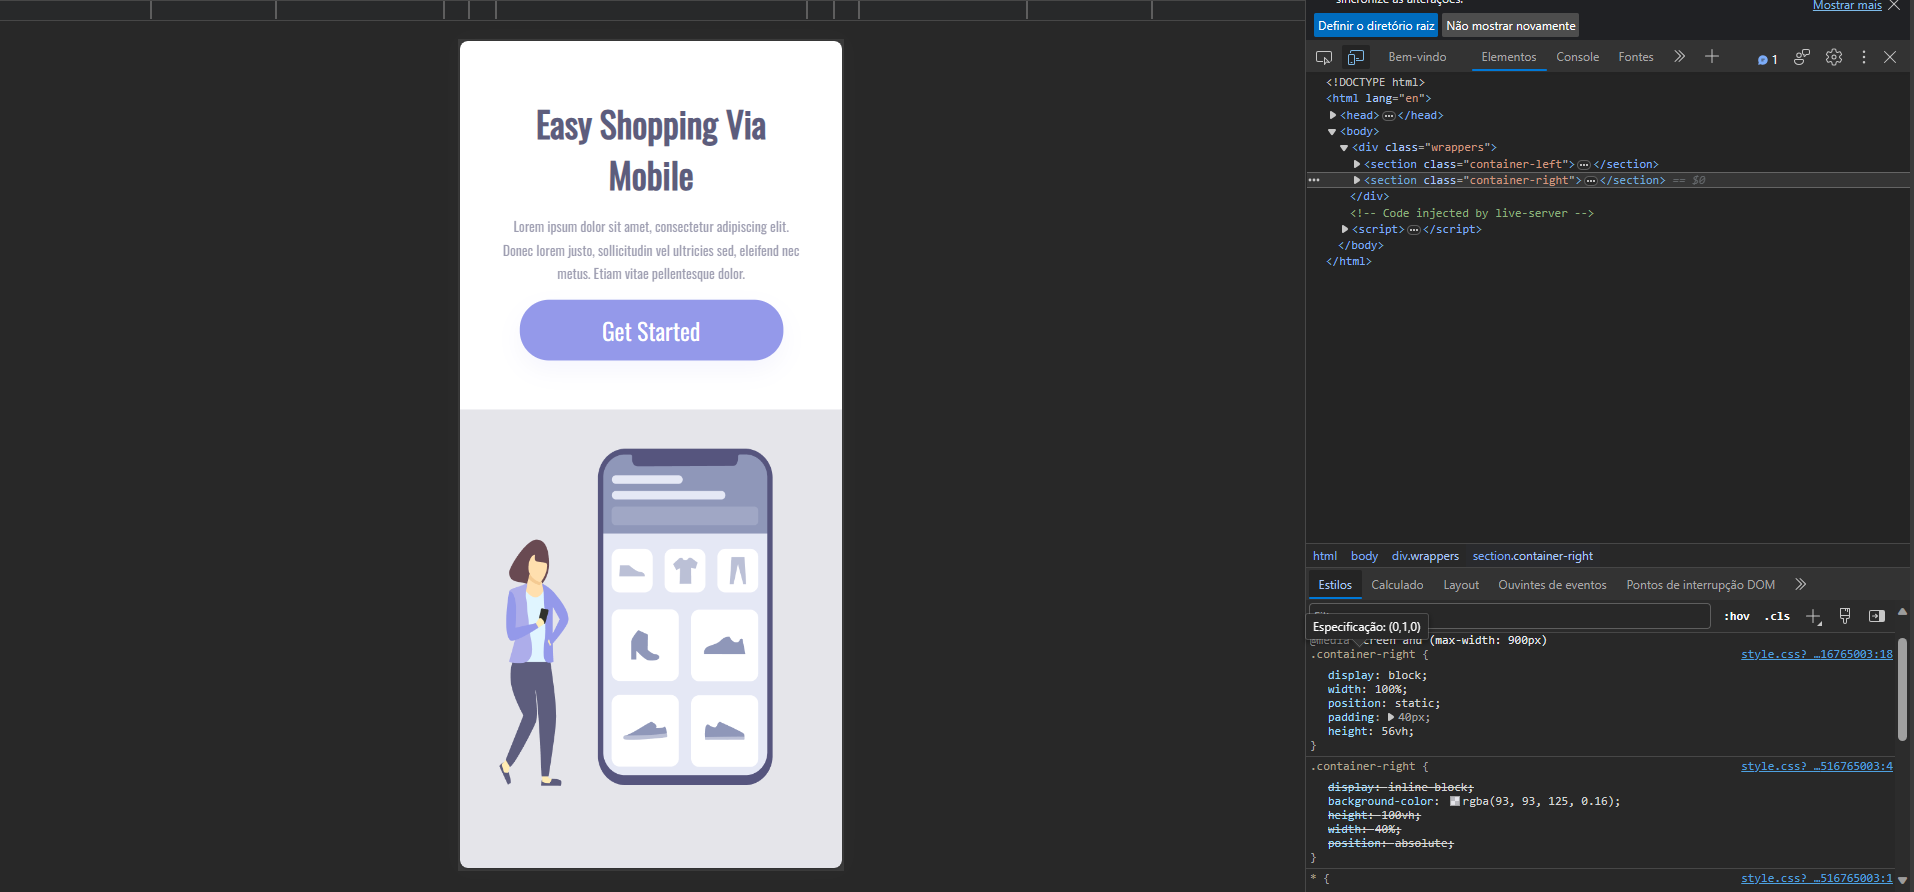 sincronize as alterações.
Mostrar mais
Definir o diretório raiz
Não mostrar novamente
Bem-vindo
Elementos
Console
Fontes
1
<!DOCTYPE html>
<html lang="en">
<head> ... </head>
<body>
<div class="wrappers">
<section class="container-left"> ... </section>
<section class="container-right"> ... </section> == $0
</div>
<!-- Code injected by live-server -->
<script> ... </script>
</body>
</html>
Easy Shopping Via
Mobile
Lorem ipsum dolor sit amet, consectetur adipiscing elit.
Donec lorem justo, sollicitudin vel ultricies sed, eleifend nec
metus. Etiam vitae pellentesque dolor.
Get Started
html body div.wrappers section.container-right
Estilos
Calculado
Layout
Ouvintes de eventos
Pontos de interrupção DOM
:hov .cls
Especificação: (0,1,0)
@media screen and (max-width: 900px)
.container-right {
style.css? …16765003:18
display: block;
width: 100%;
position: static;
padding: 40px;
height: 56vh;
}
.container-right {
style.css? …516765003:4
display: inline-block;
background-color: rgba(93, 93, 125, 0.16);
height: 100vh;
width: 40%;
position: absolute;
}
* {
style.css? …516765003:1